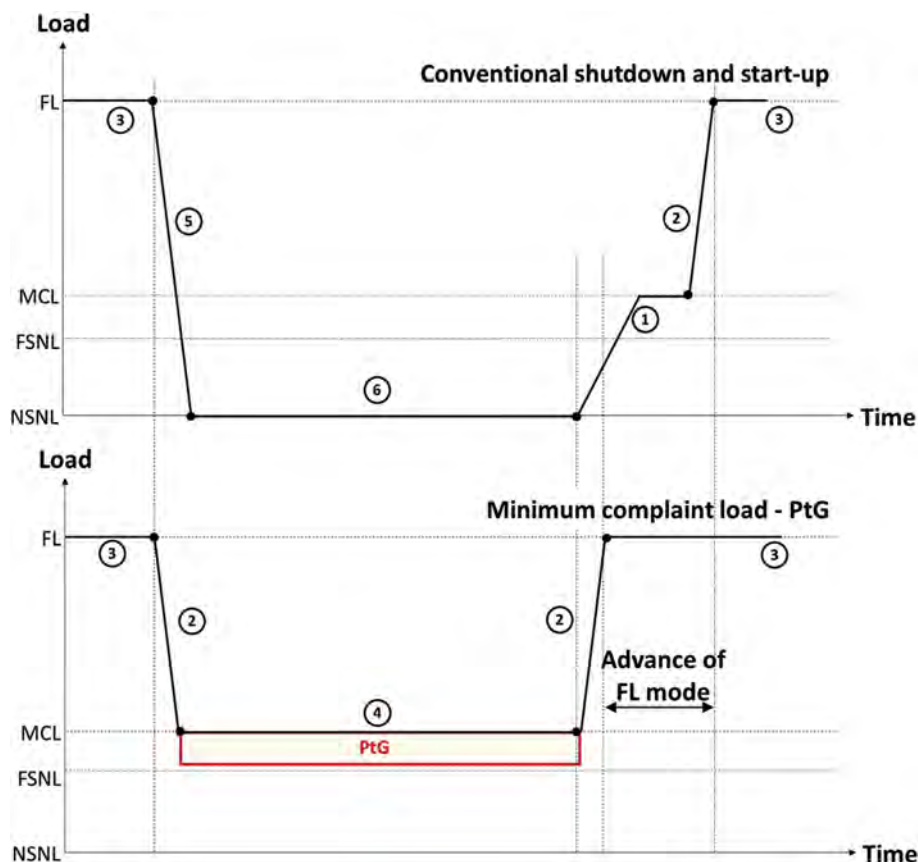 Load
Conventional shutdown and start-up
FL
3
3
5
2
MCL
1
FSNL
6
NSNL
Time
Load
Minimum complaint load - PtG
FL
3
3
2
2
Advance of
FL mode
4
MCL
PtG
FSNL
NSNL
Time